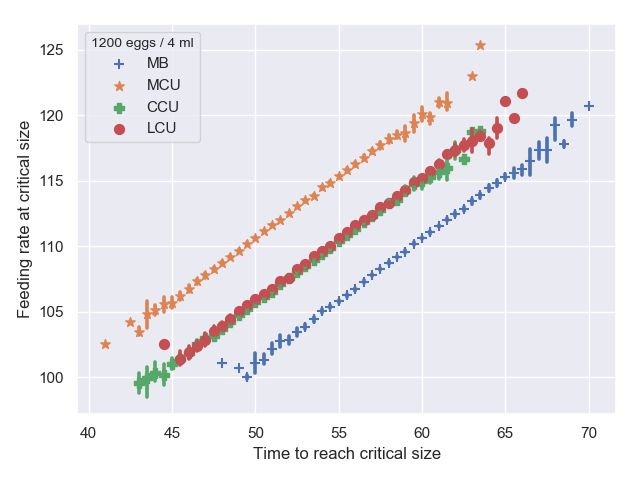 1200 eggs / 4 ml
MB
MCU
CCU
LCU
Feeding rate at critical size
125
120
115
110
105
100
40
45
50
55
60
65
70
Time to reach critical size